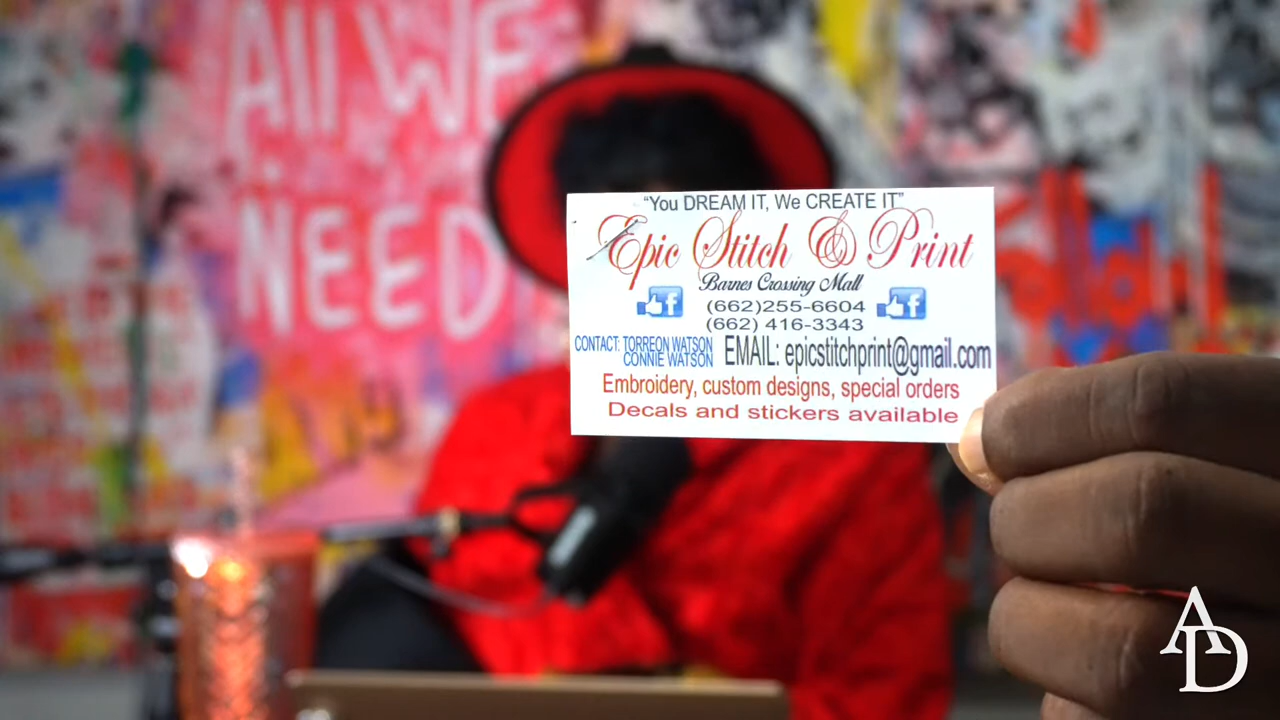 All WE
NEED
"You DREAM IT, We CREATE IT"
Epic Stitch & Print
Barnes Crossing Mall
(662)255-6604
(662) 416-3343
CONTACT: TORREON WATSON
CONNIE WATSON
EMAIL: epicstitchprint@gmail.com
Embroidery, custom designs, special orders
Decals and stickers available
AD